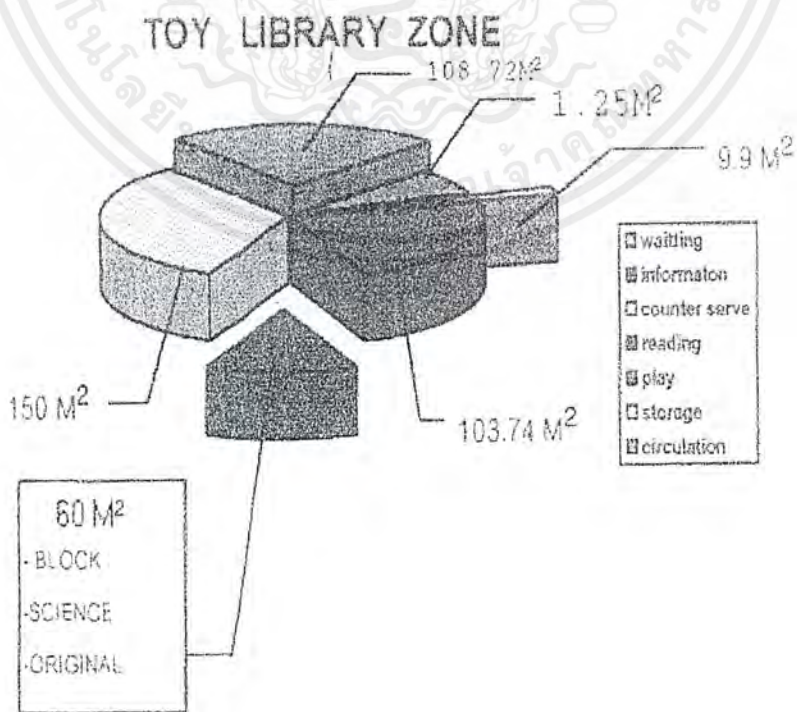 TOY LIBRARY ZONE
108.72M²
1.25M²
9.9 M²
waitting
informaton
counter serve
reading
play
storage
circulation
150 M²
103.74 M²
60 M²
- BLOCK
-SCIENCE
-ORIGINAL